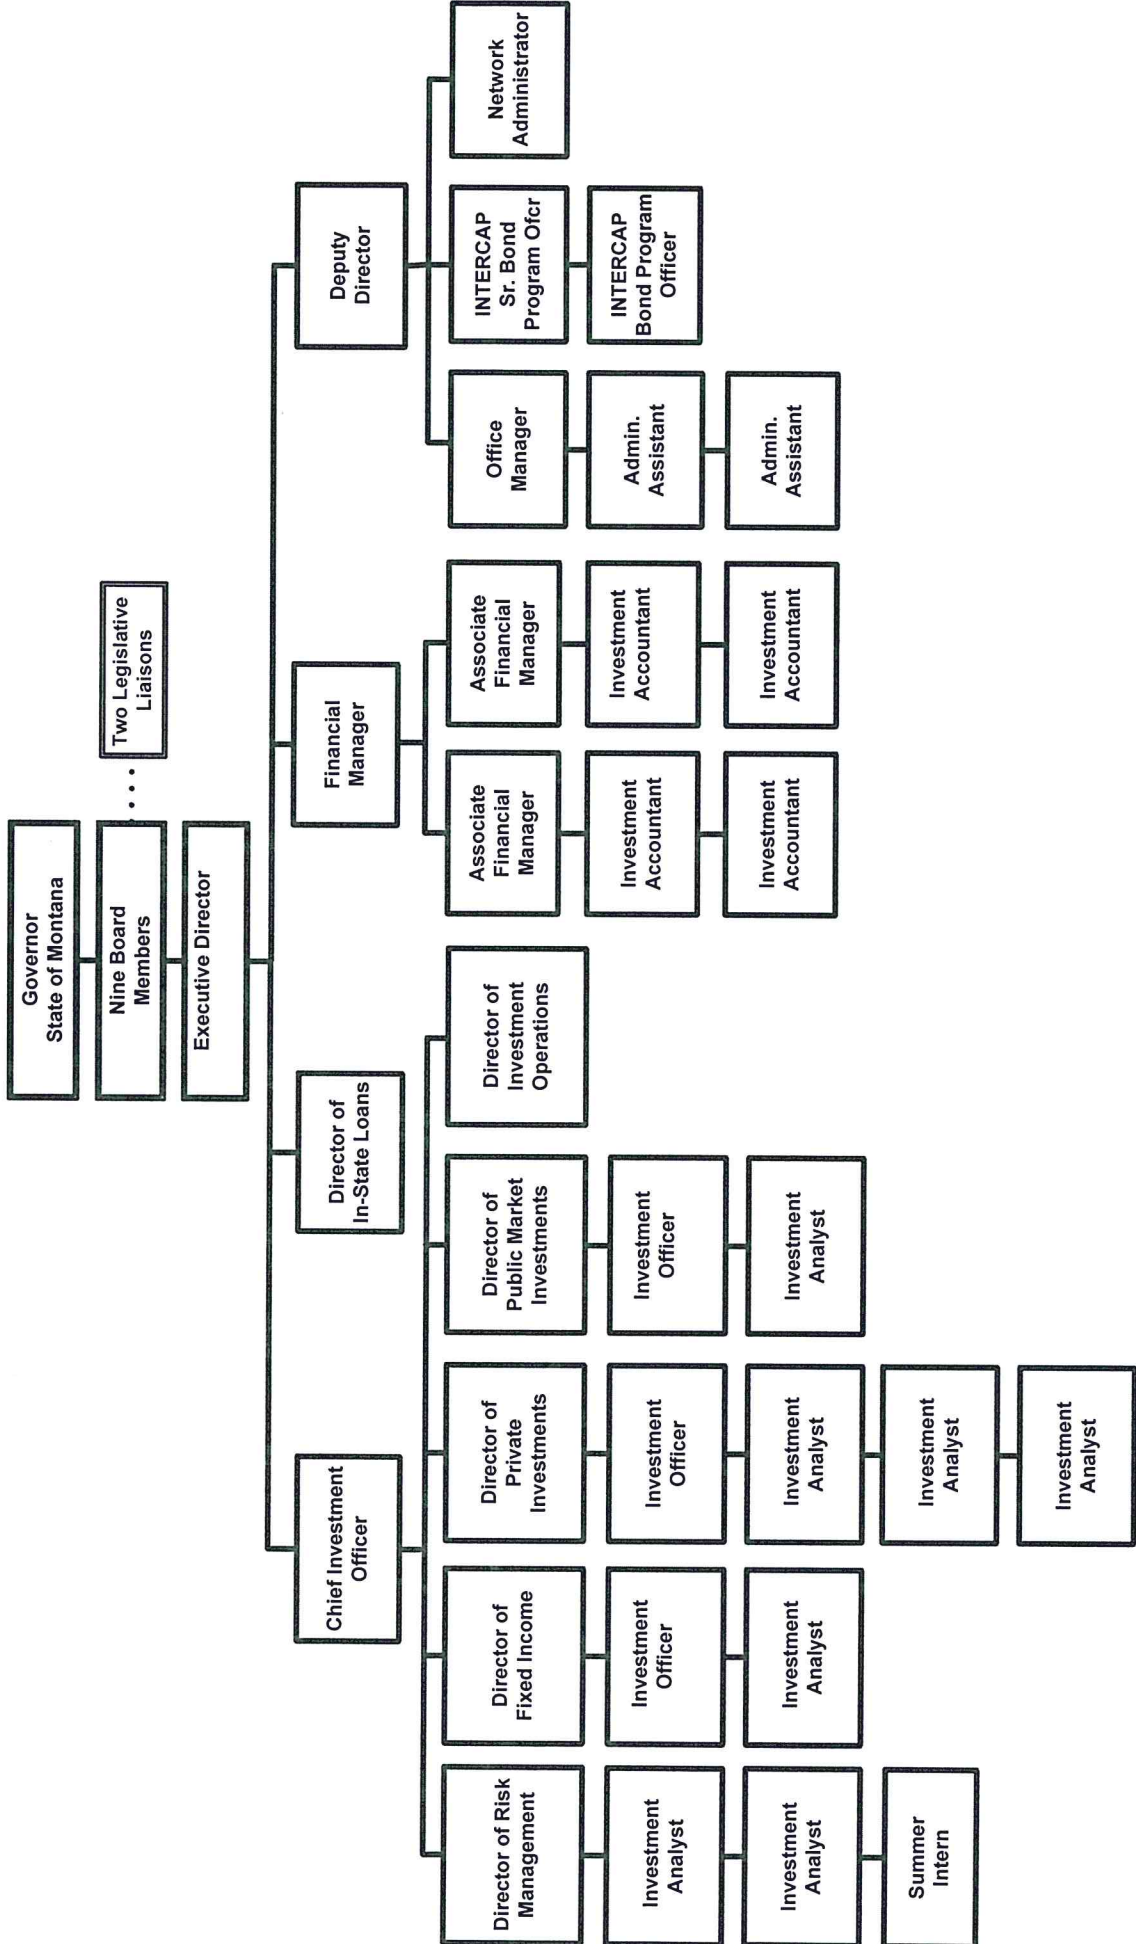 Governor
State of Montana
Nine Board
Members
Two Legislative
Liaisons
Executive Director
Chief Investment
Officer
Director of
In-State Loans
Financial
Manager
Deputy
Director
Director of Risk
Management
Director of
Fixed Income
Director of
Private
Investments
Director of
Public Market
Investments
Director of
Investment
Operations
Associate
Financial
Manager
Associate
Financial
Manager
Office
Manager
INTERCAP
Sr. Bond
Program Ofcr
Network
Administrator
Investment
Analyst
Investment
Officer
Investment
Officer
Investment
Officer
Investment
Accountant
Investment
Accountant
Admin.
Assistant
INTERCAP
Bond Program
Officer
Investment
Analyst
Investment
Analyst
Investment
Analyst
Investment
Analyst
Investment
Accountant
Investment
Accountant
Admin.
Assistant
Summer
Intern
Investment
Analyst
Investment
Analyst